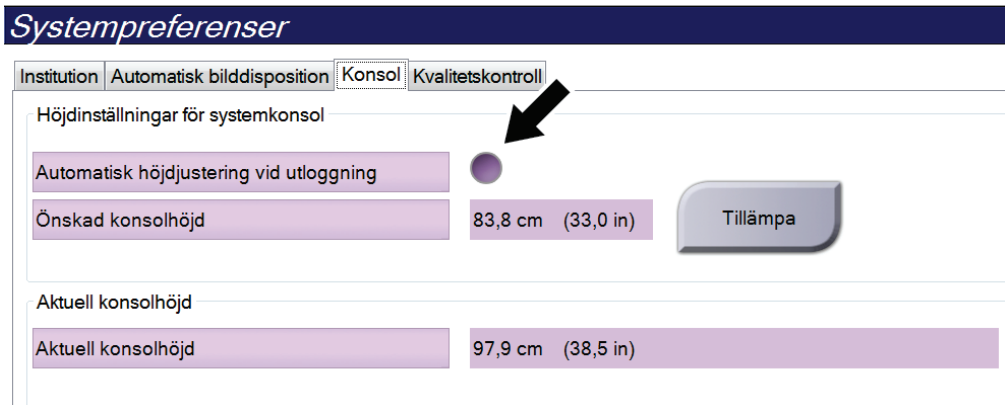 Systempreferenser
Institution Automatisk bilddisposition Konsol Kvalitetskontroll
Höjdinställningar för systemkonsol
Automatisk höjdjustering vid utloggning
Önskad konsolhöjd 83,8 cm (33,0 in) Tillämpa
Aktuell konsolhöjd
Aktuell konsolhöjd 97,9 cm (38,5 in)